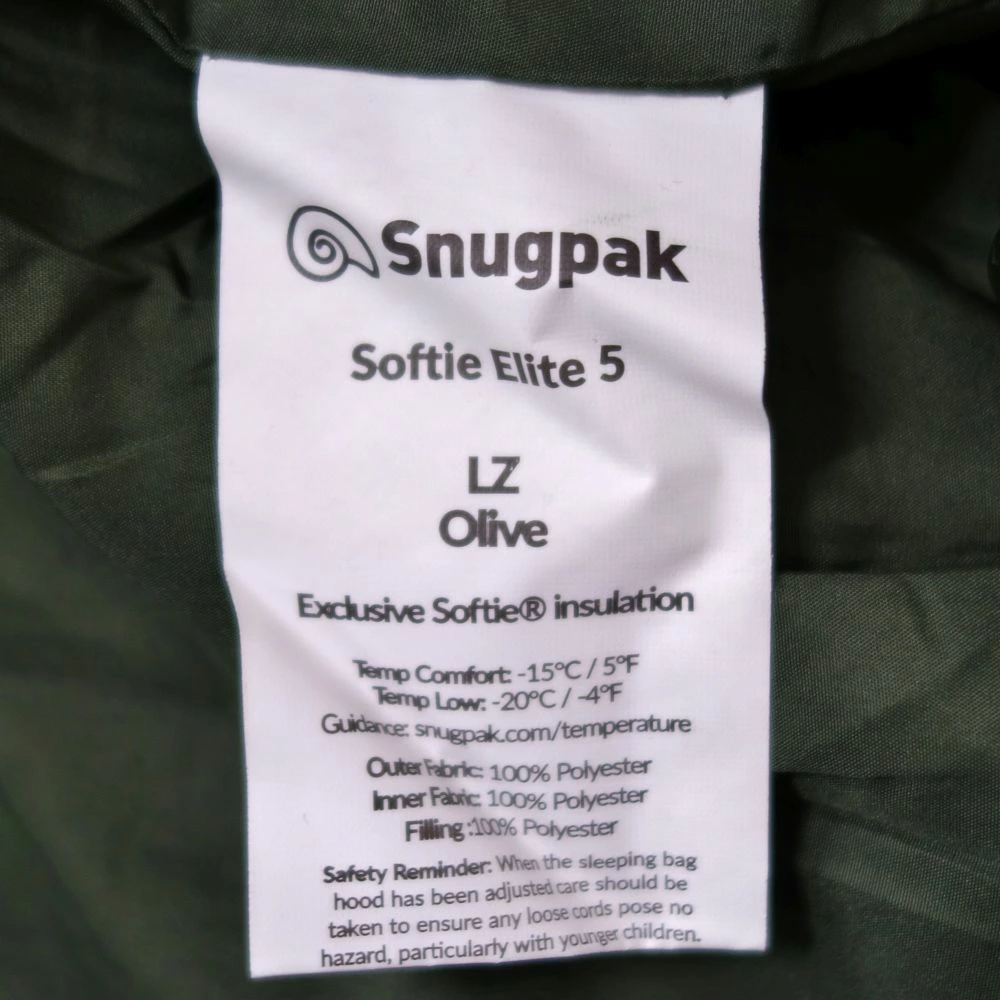 Snugpak
Softie Elite 5
LZ
Olive
Exclusive Softie® insulation
Temp Comfort: -15°C / 5°F
Temp Low: -20°C / -4°F
Guidance: snugpak.com/temperature
Outer Fabric: 100% Polyester
Inner Fabric: 100% Polyester
Filling :100% Polyester
Safety Reminder: When the sleeping bag
hood has been adjusted care should be
taken to ensure any loose cords pose no
hazard, particularly with younger children.